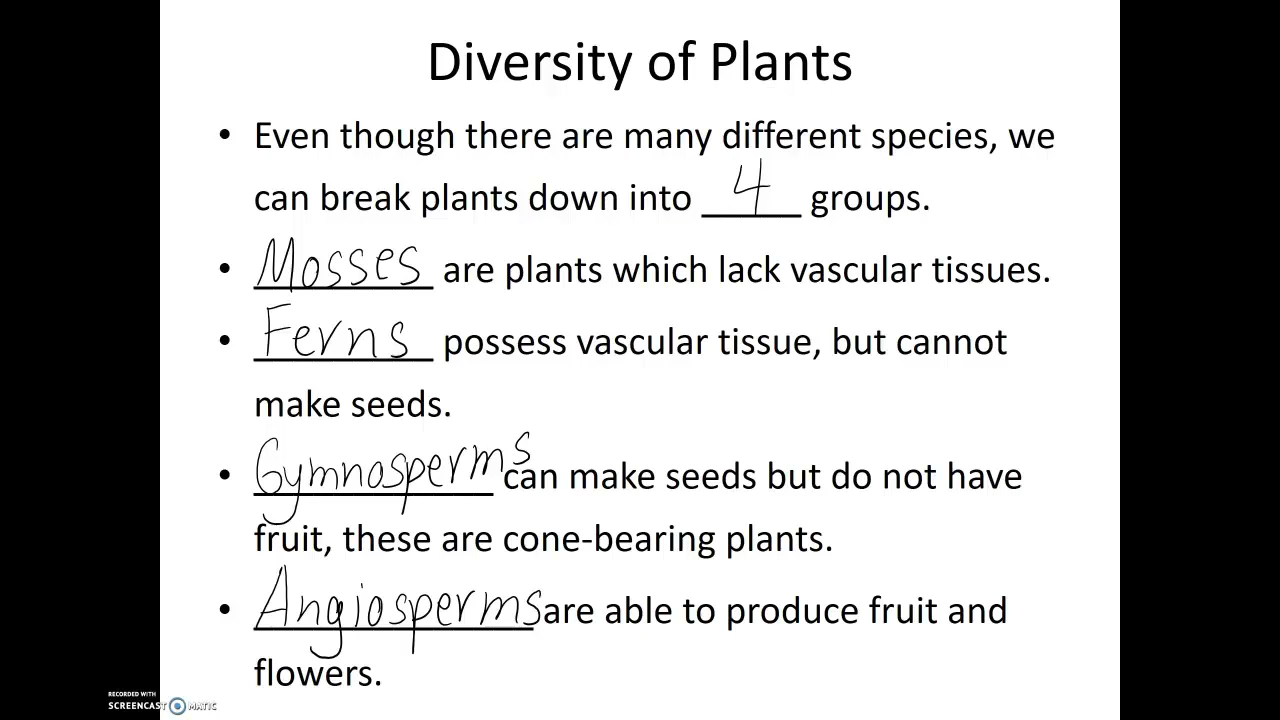 Diversity of Plants
• Even though there are many different species, we
can break plants down into 4 groups.
• Mosses are plants which lack vascular tissues.
• Ferns possess vascular tissue, but cannot
make seeds.
• Gymnosperms can make seeds but do not have
fruit, these are cone-bearing plants.
• Angiosperms are able to produce fruit and
flowers.
RECORDED WITH
SCREENCAST MATIC